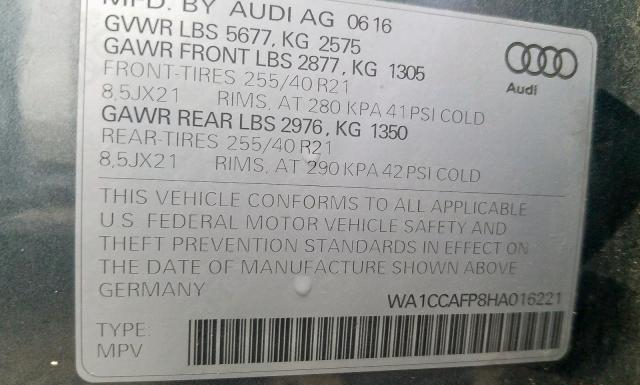 MFD. BY AUDI AG 0616
GVWR LBS 5677, KG 2575
GAWR FRONT LBS 2877, KG 1305
FRONT-TIRES 255/40 R21
8,5JX21 RIMS, AT 280 KPA 41 PSI COLD
GAWR REAR LBS 2976, KG 1350
REAR-TIRES 255/40 R21
8,5JX21 RIMS, AT 290 KPA 42 PSI COLD
Audi
THIS VEHICLE CONFORMS TO ALL APPLICABLE
U.S. FEDERAL MOTOR VEHICLE SAFETY AND
THEFT PREVENTION STANDARDS IN EFFECT ON
THE DATE OF MANUFACTURE SHOWN ABOVE
GERMANY
WA1CCAFP8HA016221
TYPE:
MPV